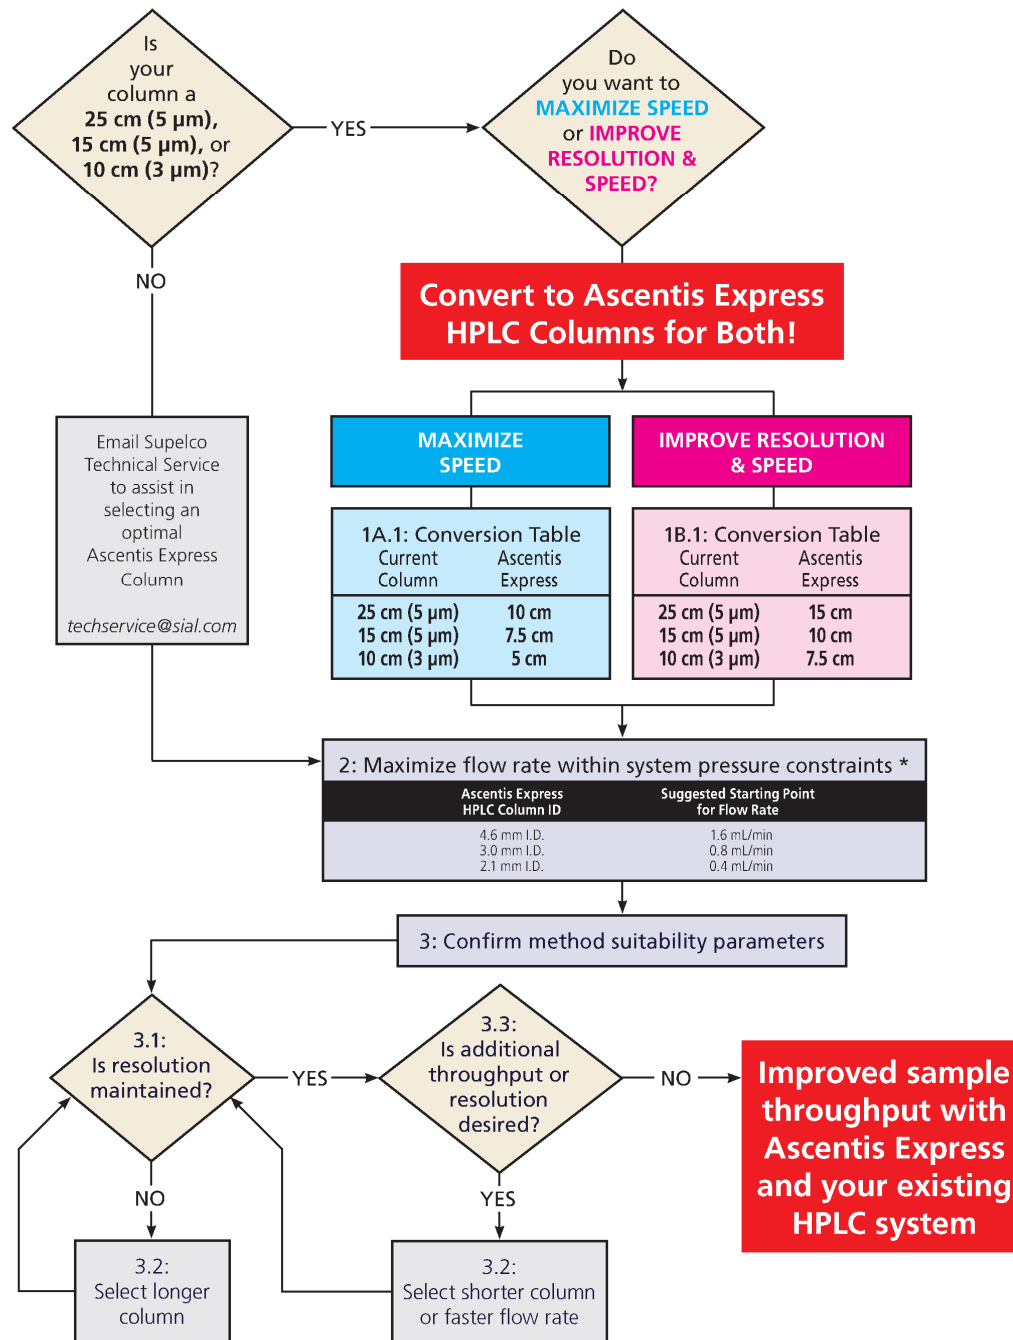 Is
your
column a
25 cm (5 µm),
15 cm (5 µm), or
10 cm (3 µm)?
YES
Do
you want to
MAXIMIZE SPEED
or IMPROVE
RESOLUTION &
SPEED?
NO
Convert to Ascentis Express
HPLC Columns for Both!
Email Supelco
Technical Service
to assist in
selecting an
optimal
Ascentis Express
Column
techservice@sial.com
MAXIMIZE
SPEED
1A.1: Conversion Table
Current Ascentis
Column Express
25 cm (5 µm) 10 cm
15 cm (5 µm) 7.5 cm
10 cm (3 µm) 5 cm
IMPROVE RESOLUTION
& SPEED
1B.1: Conversion Table
Current Ascentis
Column Express
25 cm (5 µm) 15 cm
15 cm (5 µm) 10 cm
10 cm (3 µm) 7.5 cm
2: Maximize flow rate within system pressure constraints *
Ascentis Express Suggested Starting Point
HPLC Column ID for Flow Rate
4.6 mm I.D. 1.6 mL/min
3.0 mm I.D. 0.8 mL/min
2.1 mm I.D. 0.4 mL/min
3: Confirm method suitability parameters
3.1:
Is resolution
maintained?
YES
3.3:
Is additional
throughput or
resolution
desired?
NO
Improved sample
throughput with
Ascentis Express
and your existing
HPLC system
NO
YES
3.2:
Select longer
column
3.2:
Select shorter column
or faster flow rate